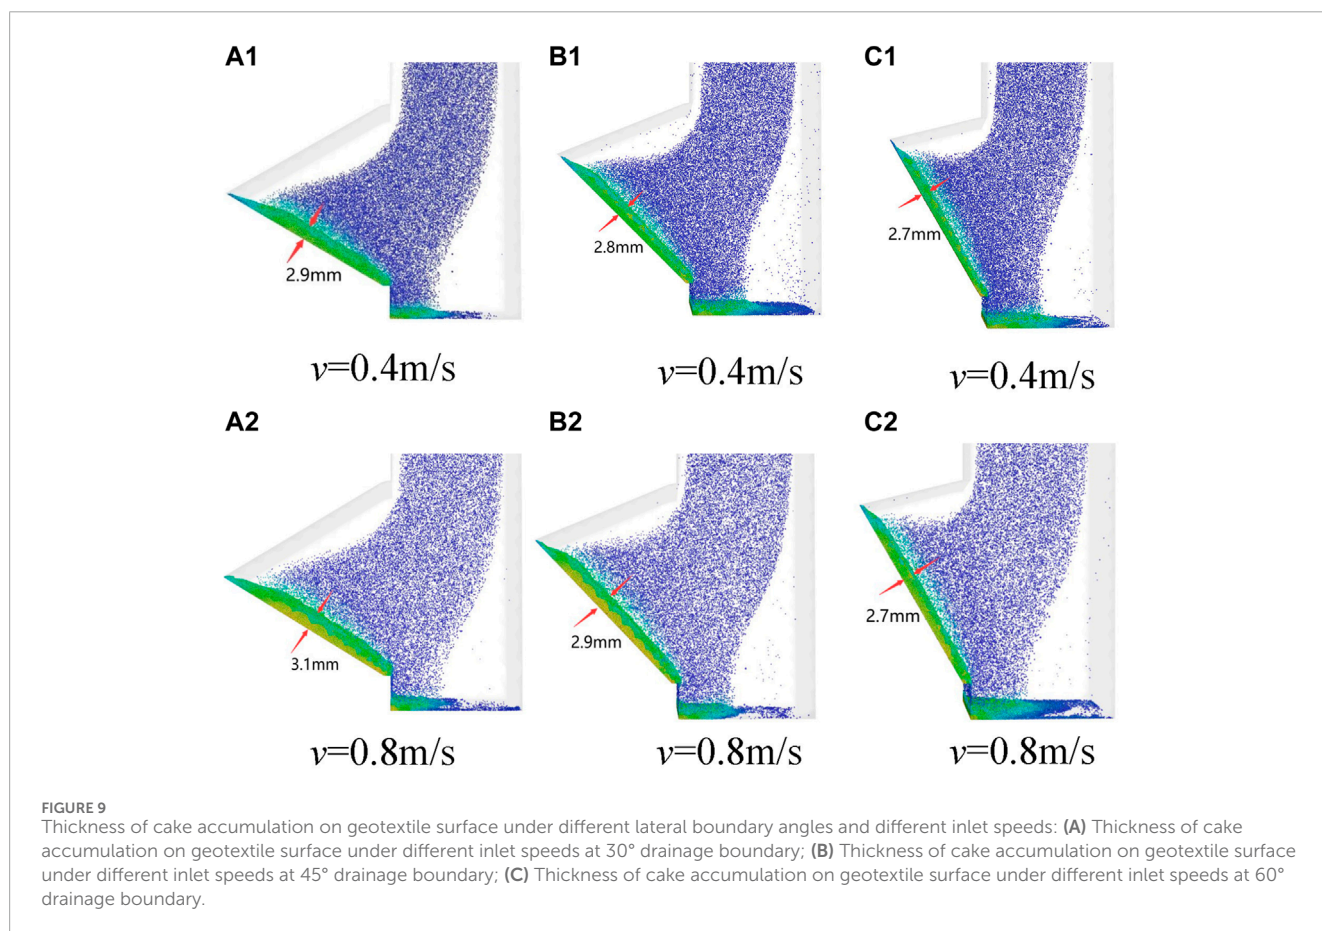 A1
B1
C1
2.9mm
2.8mm
2.7mm
v=0.4m/s
v=0.4m/s
v=0.4m/s
A2
B2
C2
3.1mm
2.9mm
2.7mm
v=0.8m/s
v=0.8m/s
v=0.8m/s
FIGURE 9
Thickness of cake accumulation on geotextile surface under different lateral boundary angles and different inlet speeds: (A) Thickness of cake
accumulation on geotextile surface under different inlet speeds at 30° drainage boundary; (B) Thickness of cake accumulation on geotextile surface
under different inlet speeds at 45° drainage boundary; (C) Thickness of cake accumulation on geotextile surface under different inlet speeds at 60°
drainage boundary.